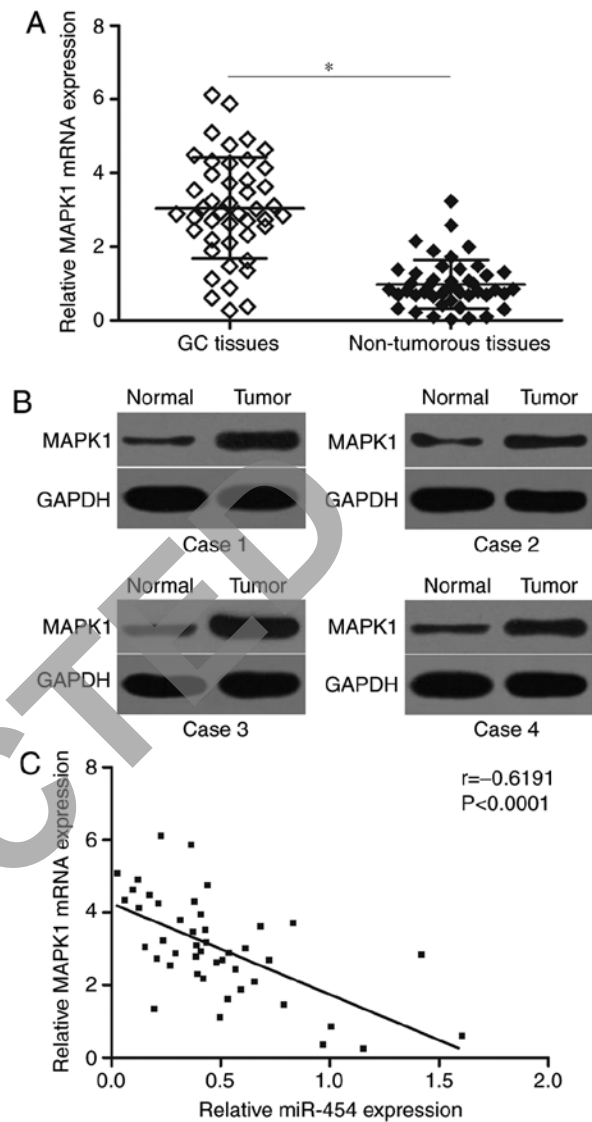 A
Relative MAPK1 mRNA expression
8
6
4
2
0
*
GC tissues
Non-tumorous tissues
B
Normal Tumor
MAPK1
GAPDH
Case 1
Normal Tumor
MAPK1
GAPDH
Case 2
Normal Tumor
MAPK1
GAPDH
Case 3
Normal Tumor
MAPK1
GAPDH
Case 4
C
Relative MAPK1 mRNA expression
8
6
4
2
0
r=−0.6191
P<0.0001
0.0 0.5 1.0 1.5 2.0
Relative miR-454 expression
CTED